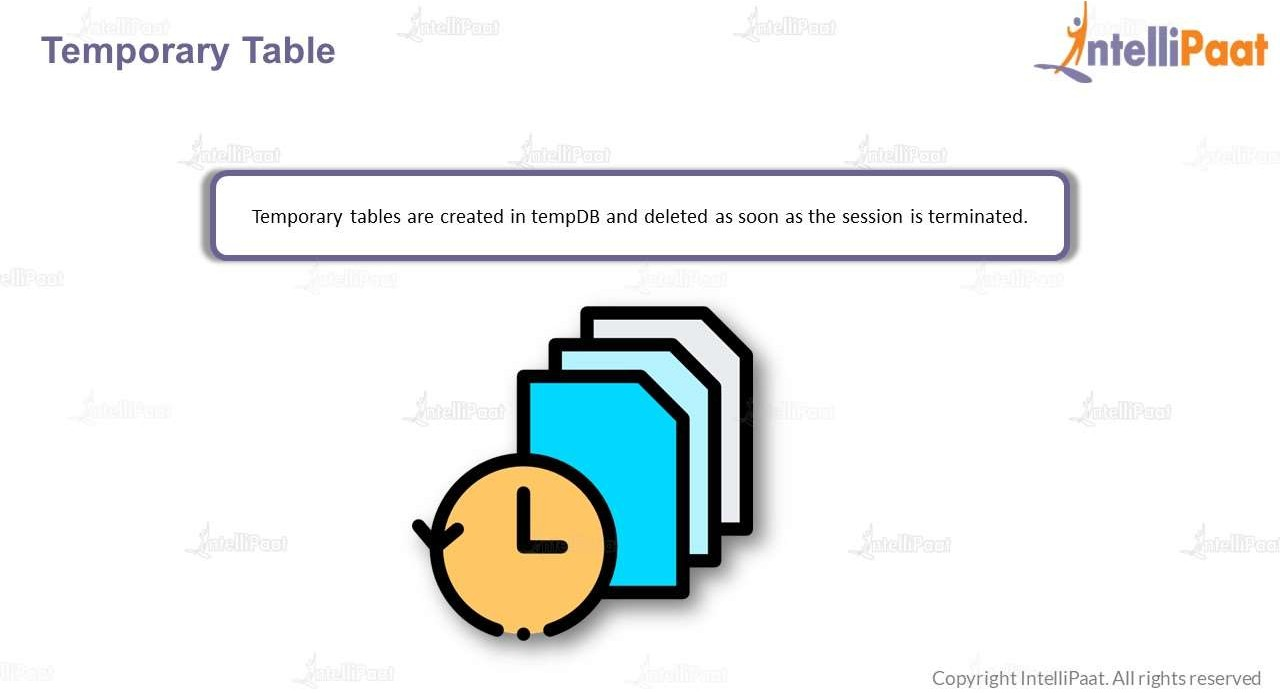 Temporary Table
IntelliPaat
Temporary tables are created in tempDB and deleted as soon as the session is terminated.
Copyright IntelliPaat. All rights reserved